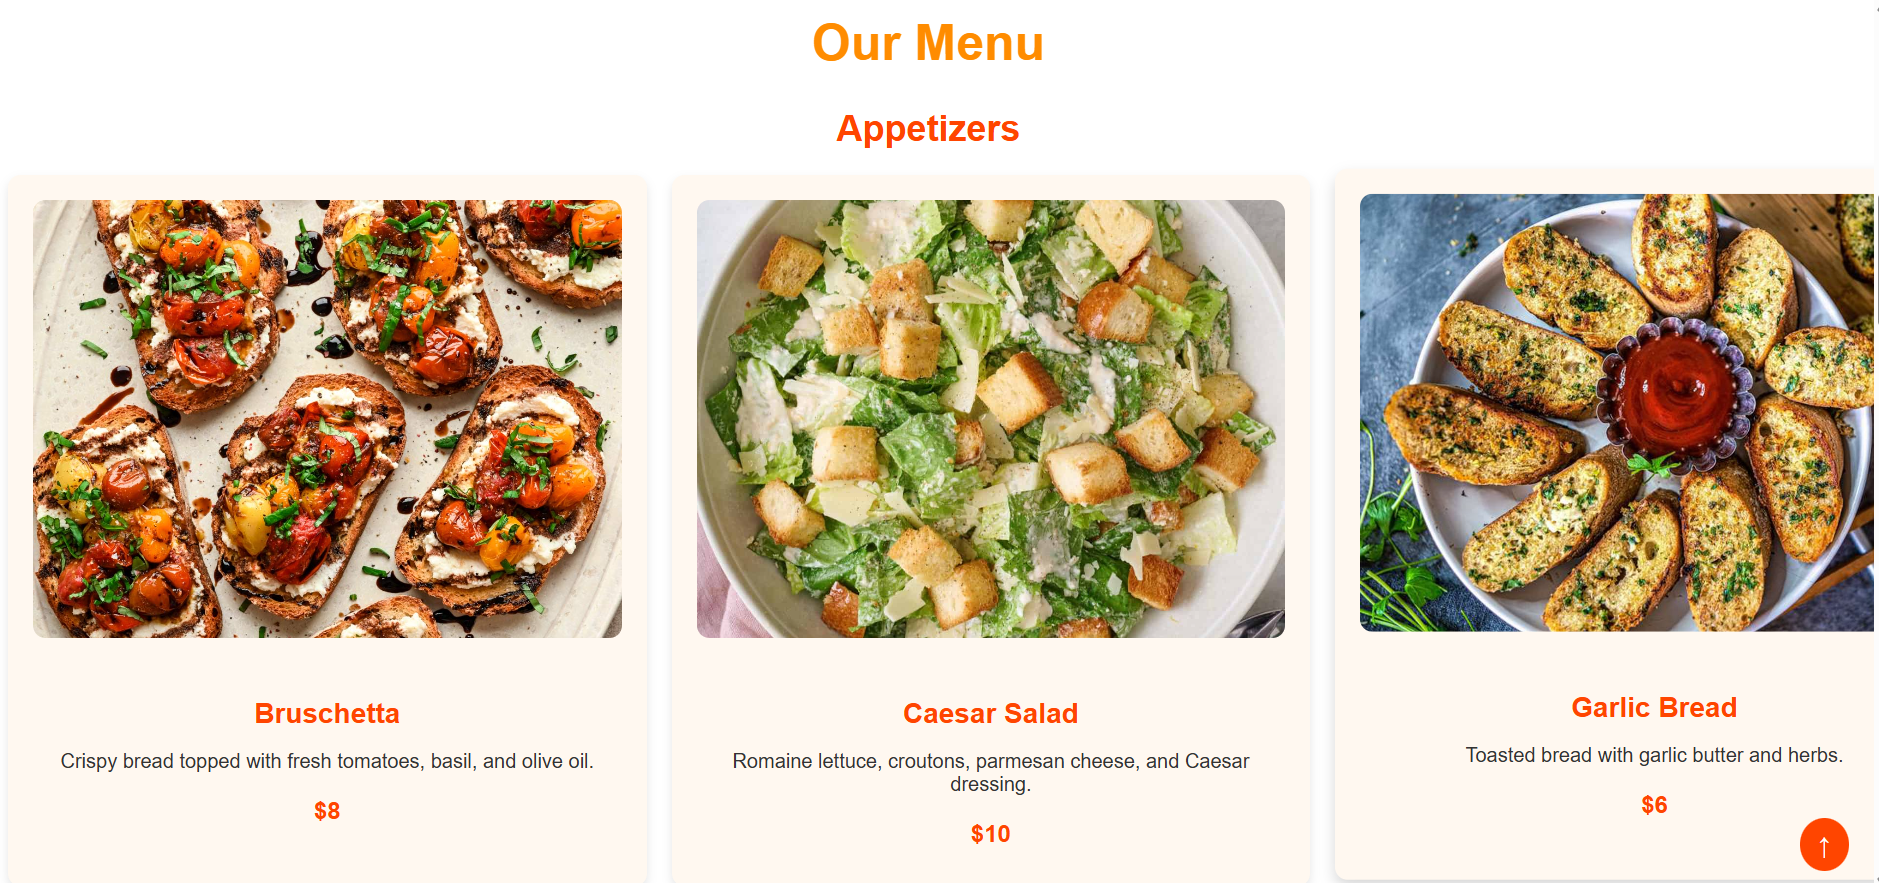 Our Menu
Appetizers
Bruschetta
Crispy bread topped with fresh tomatoes, basil, and olive oil.
$8
Caesar Salad
Romaine lettuce, croutons, parmesan cheese, and Caesar
dressing.
$10
Garlic Bread
Toasted bread with garlic butter and herbs.
$6
↑